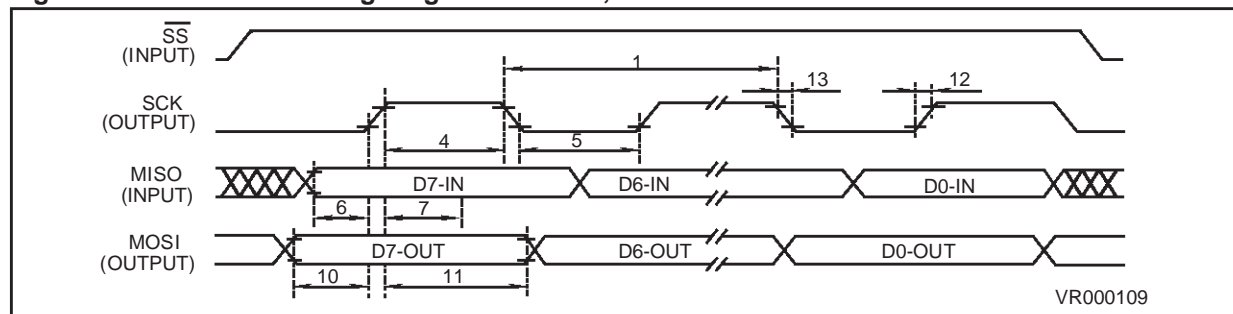 SS
(INPUT)
1
13
12
SCK
(OUTPUT)
4
5
MISO
(INPUT)
D7-IN
D6-IN
D0-IN
6
7
MOSI
(OUTPUT)
D7-OUT
D6-OUT
D0-OUT
10
11
VR000109